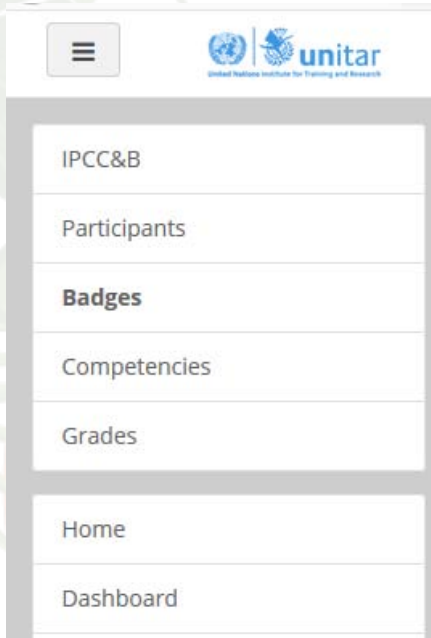 unitar
United Nations Institute for Training and Research
IPCC&B
Participants
Badges
Competencies
Grades
Home
Dashboard